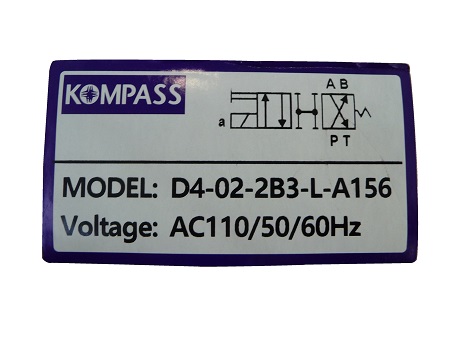 KOMPASS
A B
a
P T
MODEL: D4-02-2B3-L-A156
Voltage: AC110/50/60Hz